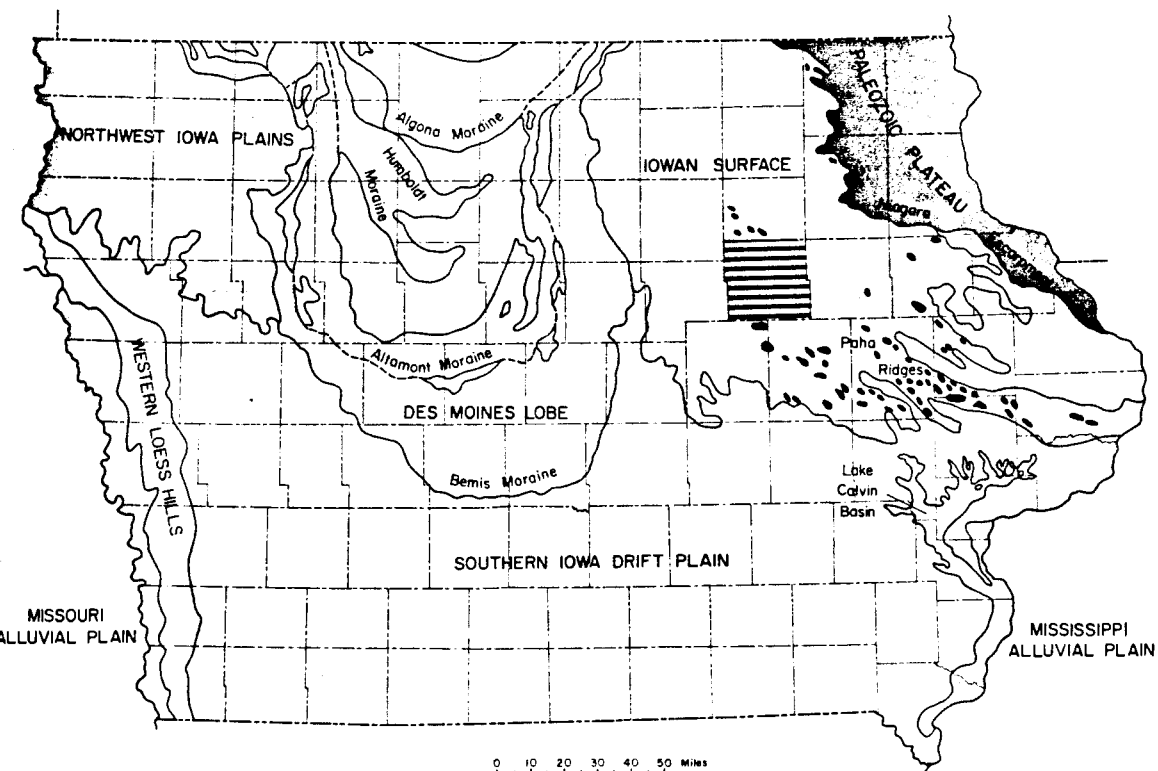 PALEOZOIC PLATEAU
NORTHWEST IOWA PLAINS
Algona Moraine
Humboldt
Moraine
IOWAN SURFACE
Niagara
Altamont Moraine
Paha
Ridges
WESTERN LOESS HILLS
DES MOINES LOBE
Bemis Moraine
Lake
Calvin
Basin
SOUTHERN IOWA DRIFT PLAIN
MISSOURI
ALLUVIAL PLAIN
MISSISSIPPI
ALLUVIAL PLAIN
0 10 20 30 40 50 Miles